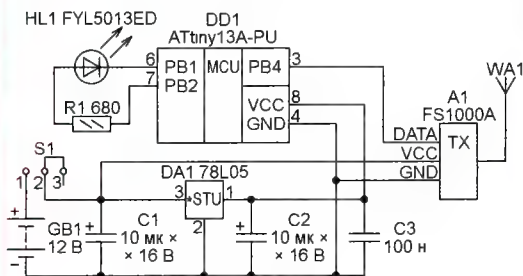 HL1 FYL5013ED
DD1
ATtiny13A-PU
6 PB1 MCU PB4 3
7 PB2
R1 680
VCC 8
GND 4
WA1
A1
FS1000A
DATA TX
VCC
GND
S1
1 2 3
DA1 78L05
3 *STU 1
2
+ GB1
12 В
−
+ C1
10 мк ×
× 16 В
+ C2
10 мк ×
× 16 В
C3
100 н